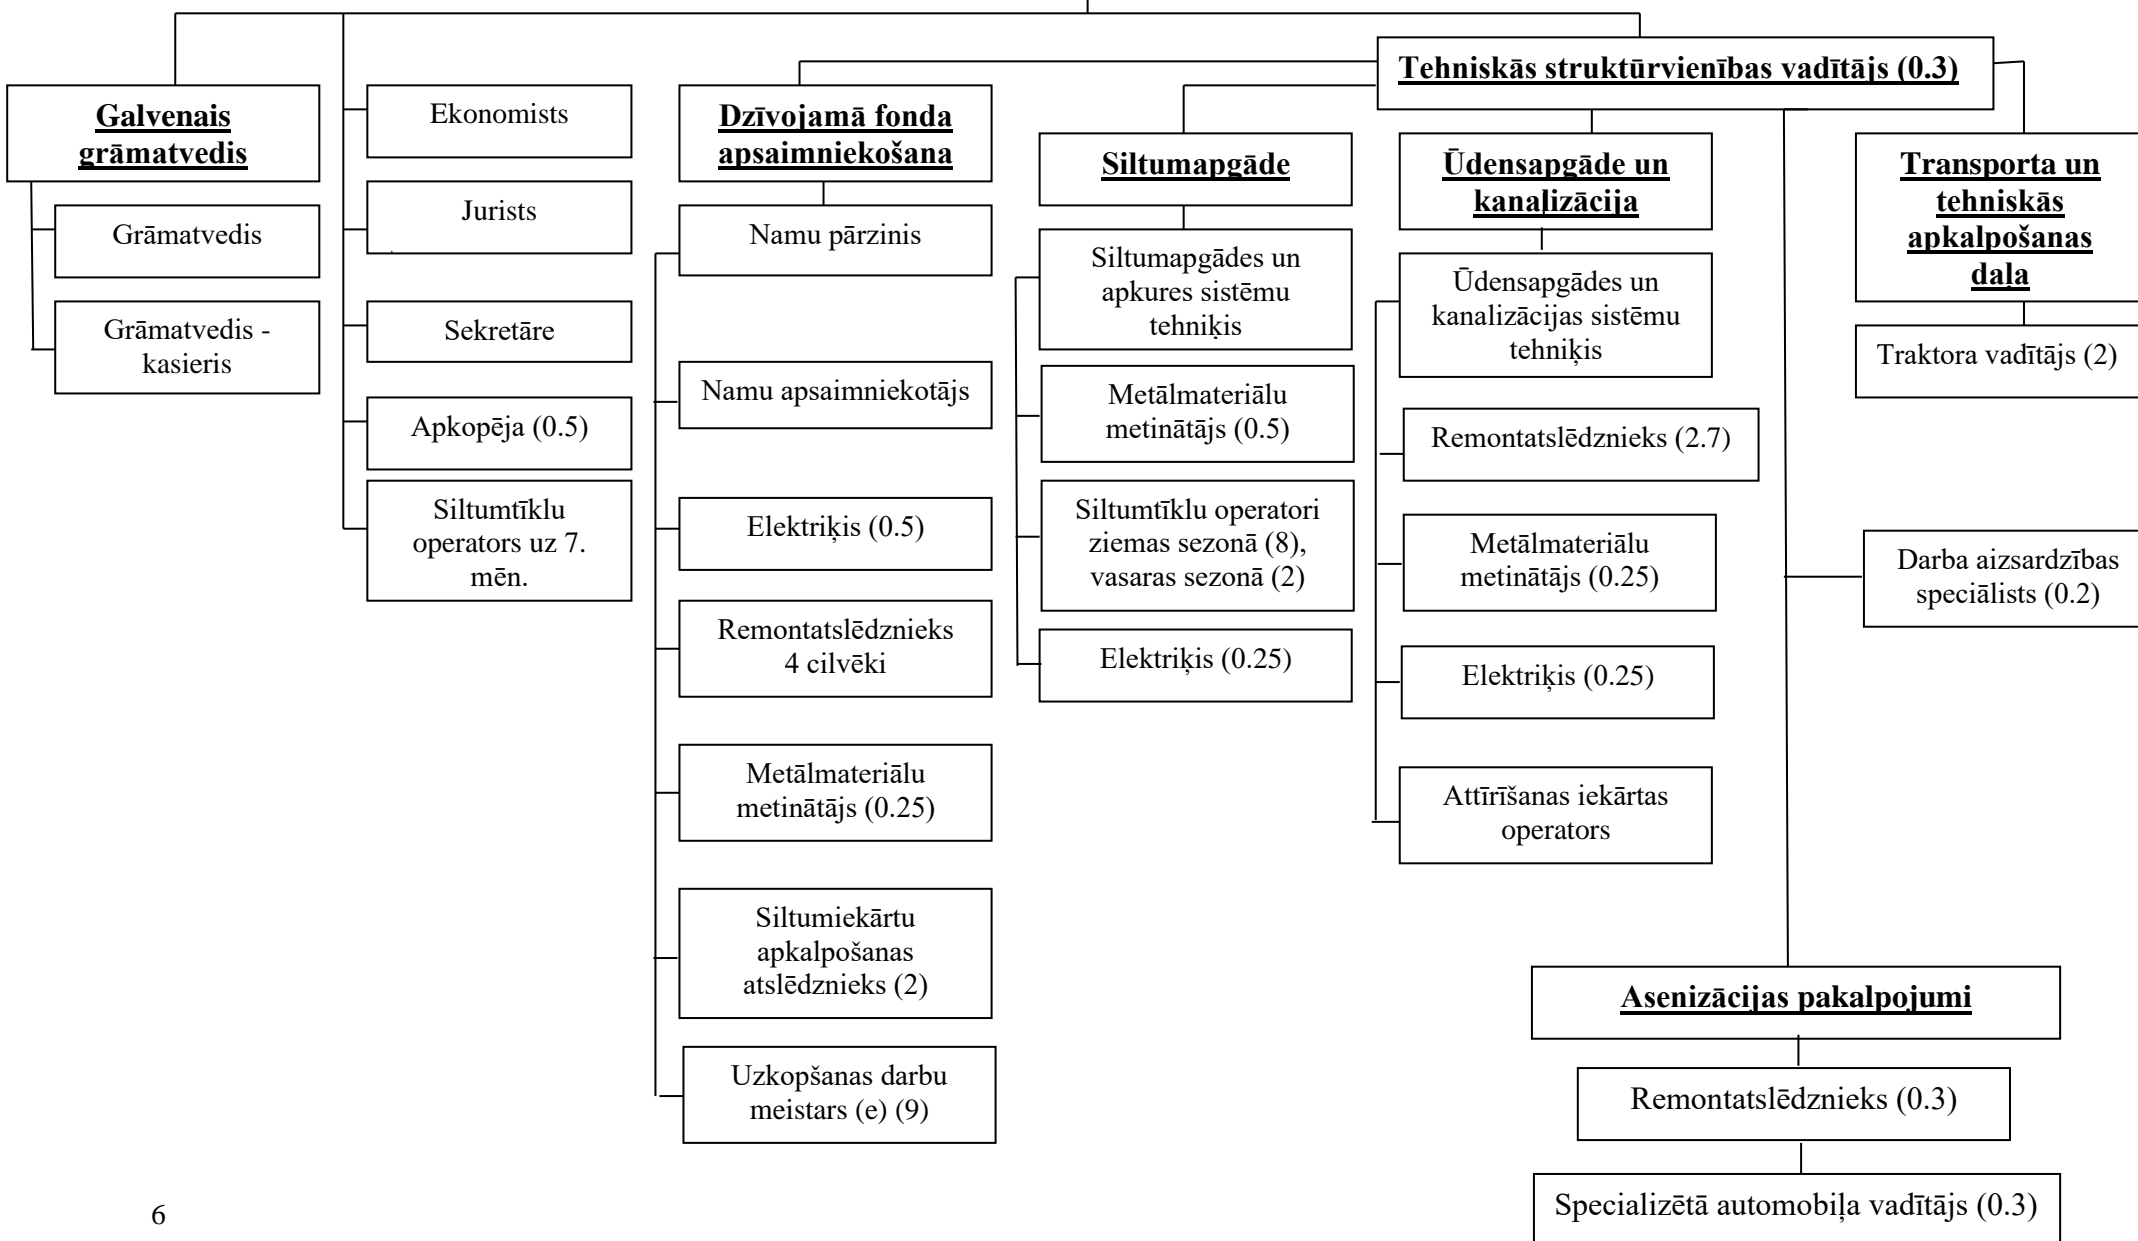 Tehniskās struktūrvienības vadītājs (0.3)
Galvenais
grāmatvedis
Grāmatvedis
Grāmatvedis -
kasieris
Ekonomists
Jurists
Sekretāre
Apkopēja (0.5)
Siltumtīklu
operators uz 7.
mēn.
Dzīvojamā fonda
apsaimniekošana
Namu pārzinis
Namu apsaimniekotājs
Elektriķis (0.5)
Remontatslēdznieks
4 cilvēki
Metālmateriālu
metinātājs (0.25)
Siltumiekārtu
apkalpošanas
atslēdznieks (2)
Uzkopšanas darbu
meistars (e) (9)
Siltumapgāde
Siltumapgādes un
apkures sistēmu
tehniķis
Metālmateriālu
metinātājs (0.5)
Siltumtīklu operatori
ziemas sezonā (8),
vasaras sezonā (2)
Elektriķis (0.25)
Ūdensapgāde un
kanalizācija
Ūdensapgādes un
kanalizācijas sistēmu
tehniķis
Remontatslēdznieks (2.7)
Metālmateriālu
metinātājs (0.25)
Elektriķis (0.25)
Attīrīšanas iekārtas
operators
Transporta un
tehniskās
apkalpošanas
daļa
Traktora vadītājs (2)
Darba aizsardzības
speciālists (0.2)
Asenizācijas pakalpojumi
Remontatslēdznieks (0.3)
Specializētā automobiļa vadītājs (0.3)
6